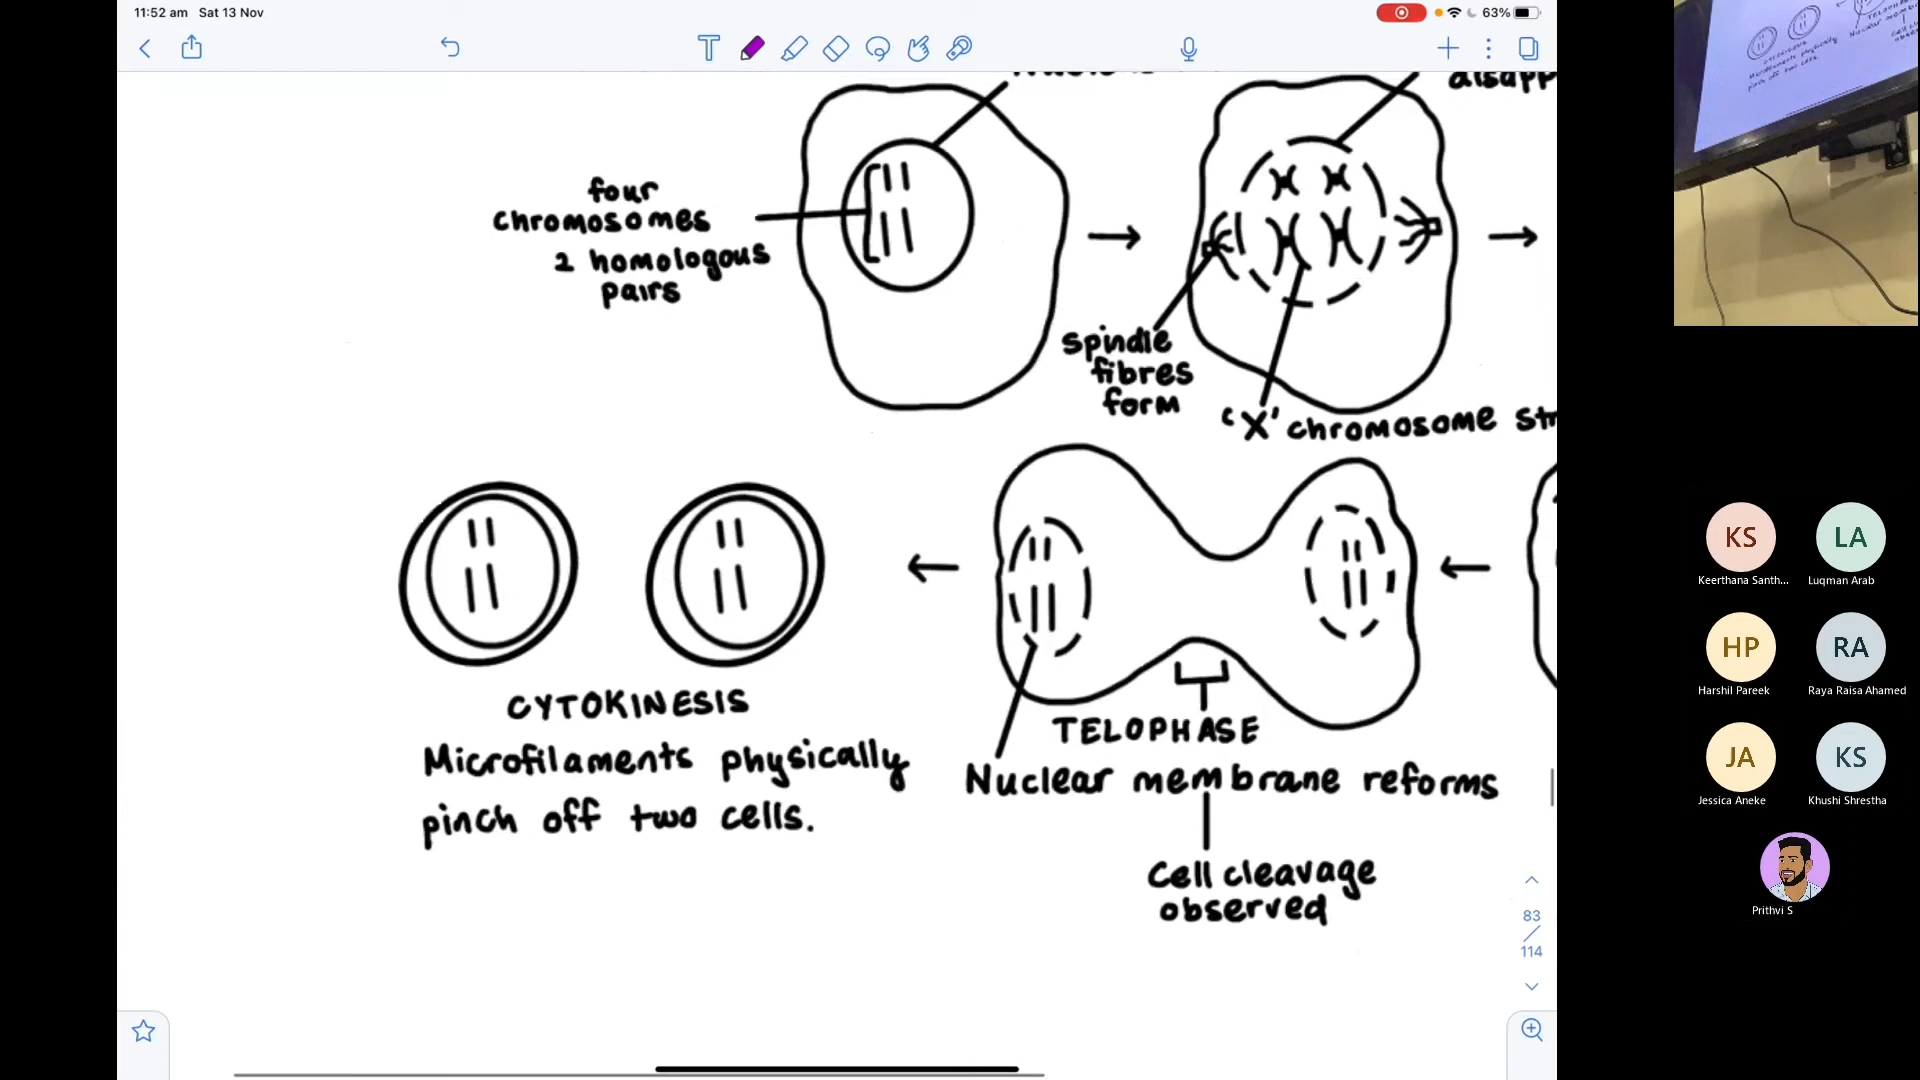 11:52 am Sat 13 Nov
63%
disapp
four
chromosomes
2 homologous
pairs
spindle
fibres
form
'X' chromosome str
CYTOKINESIS
Microfilaments physically
pinch off two cells.
TELOPHASE
Nuclear membrane reforms
Cell cleavage
observed
83
114
KS
Keerthana Santh...
LA
Luqman Arab
HP
Harshil Pareek
RA
Raya Raisa Ahamed
JA
Jessica Aneke
KS
Khushi Shrestha
Prithvi S